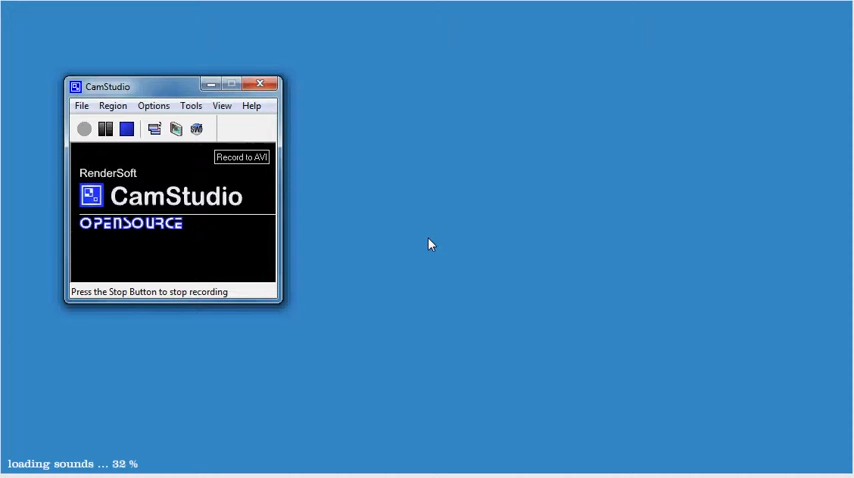 CamStudio
File Region Options Tools View Help
Record to AVI
RenderSoft
CamStudio
OPENSOURCE
Press the Stop Button to stop recording
loading sounds ... 32 %